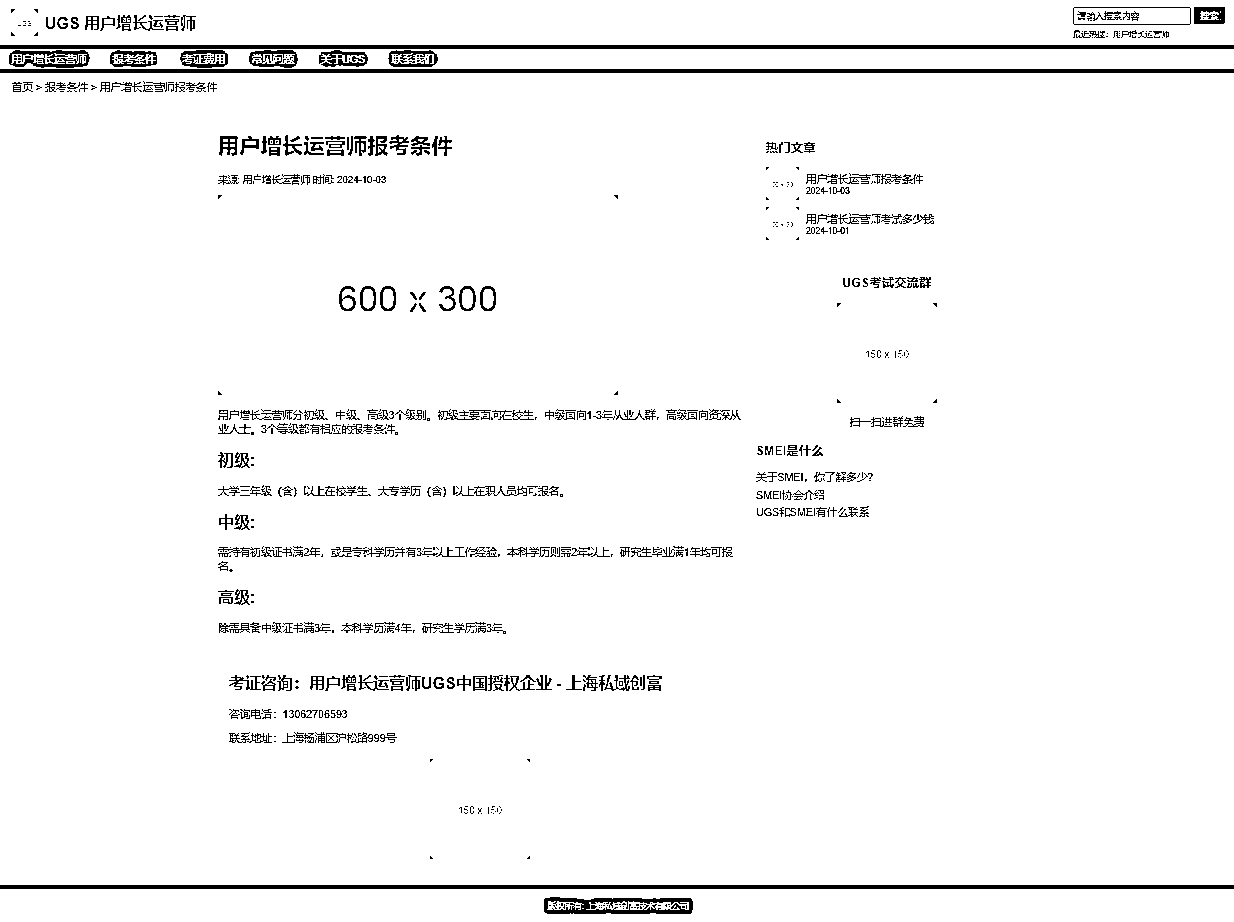 UGS
UGS 用户增长运营师
请输入搜索内容
搜索
最近热搜：用户增长运营师
用户增长运营师
报考条件
考证费用
常见问题
关于UGS
联系我们
首页 > 报考条件 > 用户增长运营师报考条件
用户增长运营师报考条件
来源: 用户增长运营师 时间: 2024-10-03
600 x 300
用户增长运营师分初级、中级、高级3个级别。初级主要面向在校生，中级面向1-3年从业人群，高级面向资深从
业人士。3个等级都有相应的报考条件。
初级:
大学三年级（含）以上在校学生、大专学历（含）以上在职人员均可报名。
中级:
需持有初级证书满2年，或是专科学历并有3年以上工作经验，本科学历则需2年以上，研究生毕业满1年均可报
名。
高级:
除需具备中级证书满3年，本科学历满4年，研究生学历满3年。
考证咨询：用户增长运营师UGS中国授权企业 - 上海私域创富
咨询电话：13062706593
联系地址：上海杨浦区沪松路999号
150 x 150
热门文章
用户增长运营师报考条件
2024-10-03
用户增长运营师考试多少钱
2024-10-01
UGS考试交流群
150 x 150
扫一扫进群免费
SMEI是什么
关于SMEI，你了解多少？
SMEI协会介绍
UGS和SMEI有什么联系
版权所有: 上海私域创富技术有限公司